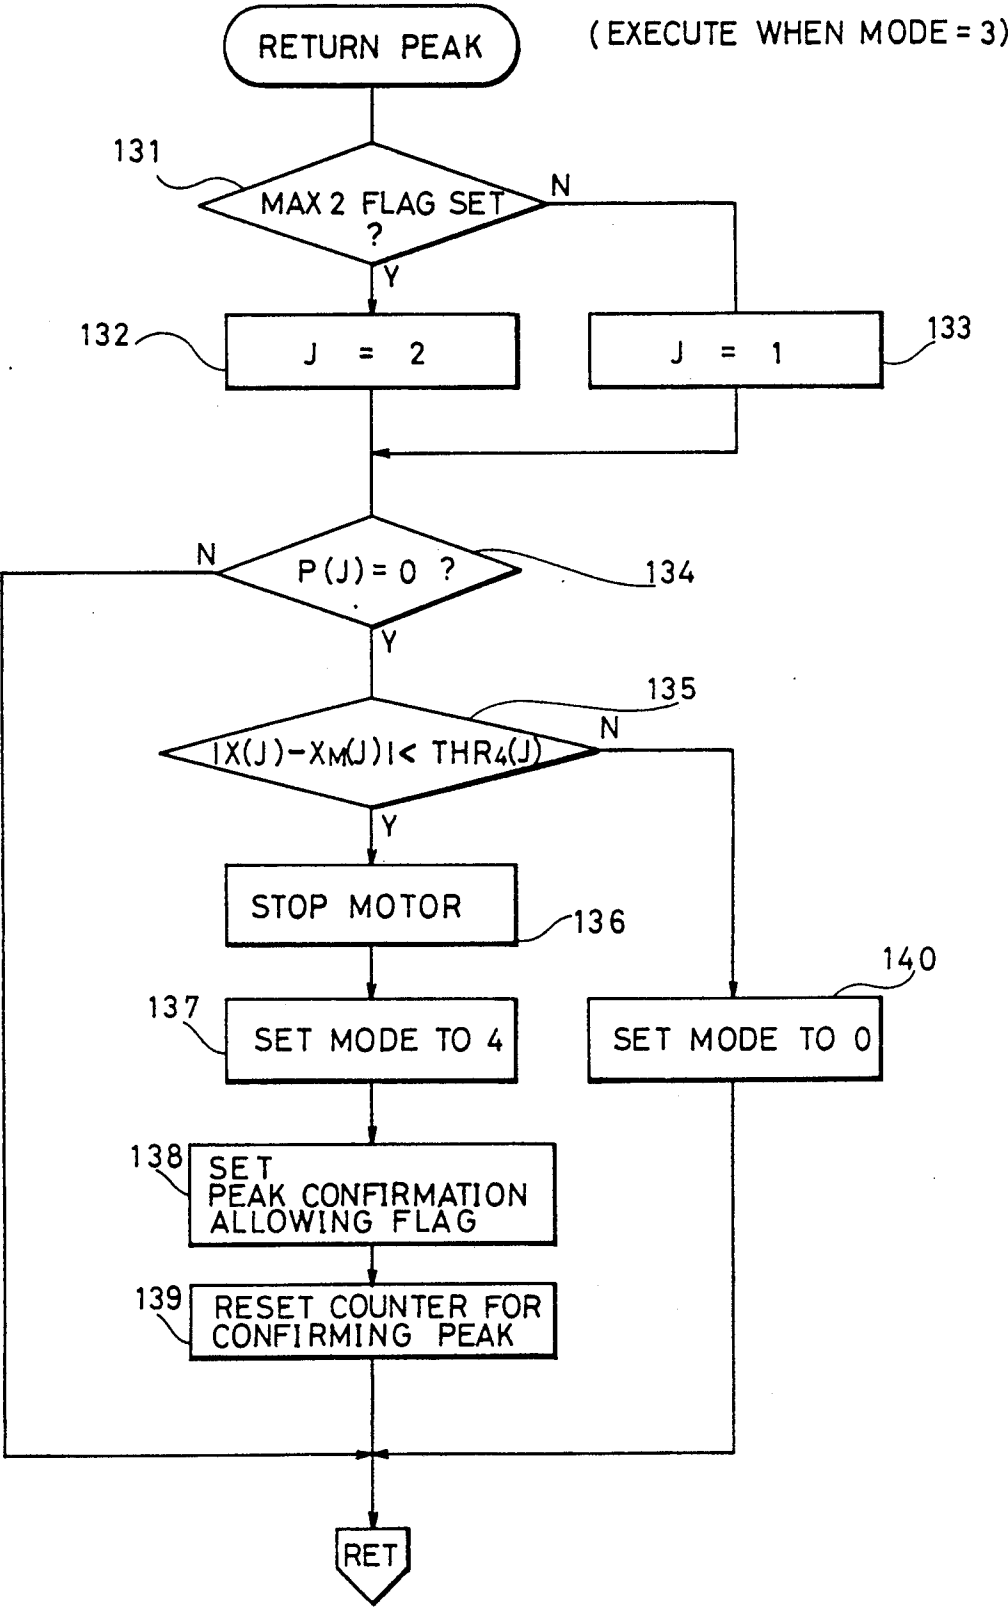 RETURN PEAK
(EXECUTE WHEN MODE = 3)
131
MAX 2 FLAG SET
?
N
Y
132
J = 2
J = 1
133
N
P(J) = 0 ?
134
Y
135
|X(J)-XM(J)|< THR4(J)
N
Y
STOP MOTOR
136
140
137
SET MODE TO 4
SET MODE TO 0
138
SET
PEAK CONFIRMATION
ALLOWING FLAG
139
RESET COUNTER FOR
CONFIRMING PEAK
RET